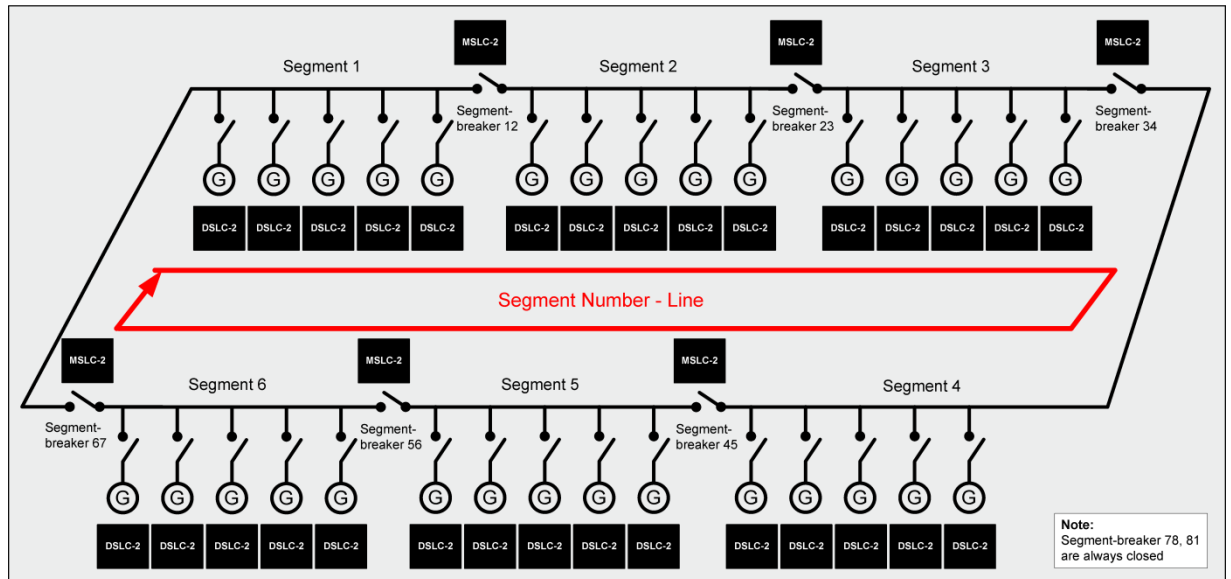 MSLC-2
MSLC-2
MSLC-2
Segment 1
Segment 2
Segment 3
Segment-
breaker 12
Segment-
breaker 23
Segment-
breaker 34
G G G G G
G G G G G
G G G G G
DSLC-2 DSLC-2 DSLC-2 DSLC-2 DSLC-2
DSLC-2 DSLC-2 DSLC-2 DSLC-2 DSLC-2
DSLC-2 DSLC-2 DSLC-2 DSLC-2 DSLC-2
Segment Number - Line
MSLC-2
MSLC-2
MSLC-2
Segment 6
Segment 5
Segment 4
Segment-
breaker 67
Segment-
breaker 56
Segment-
breaker 45
G G G G G
G G G G G
G G G G G
DSLC-2 DSLC-2 DSLC-2 DSLC-2 DSLC-2
DSLC-2 DSLC-2 DSLC-2 DSLC-2 DSLC-2
DSLC-2 DSLC-2 DSLC-2 DSLC-2 DSLC-2
Note:
Segment-breaker 78, 81
are always closed